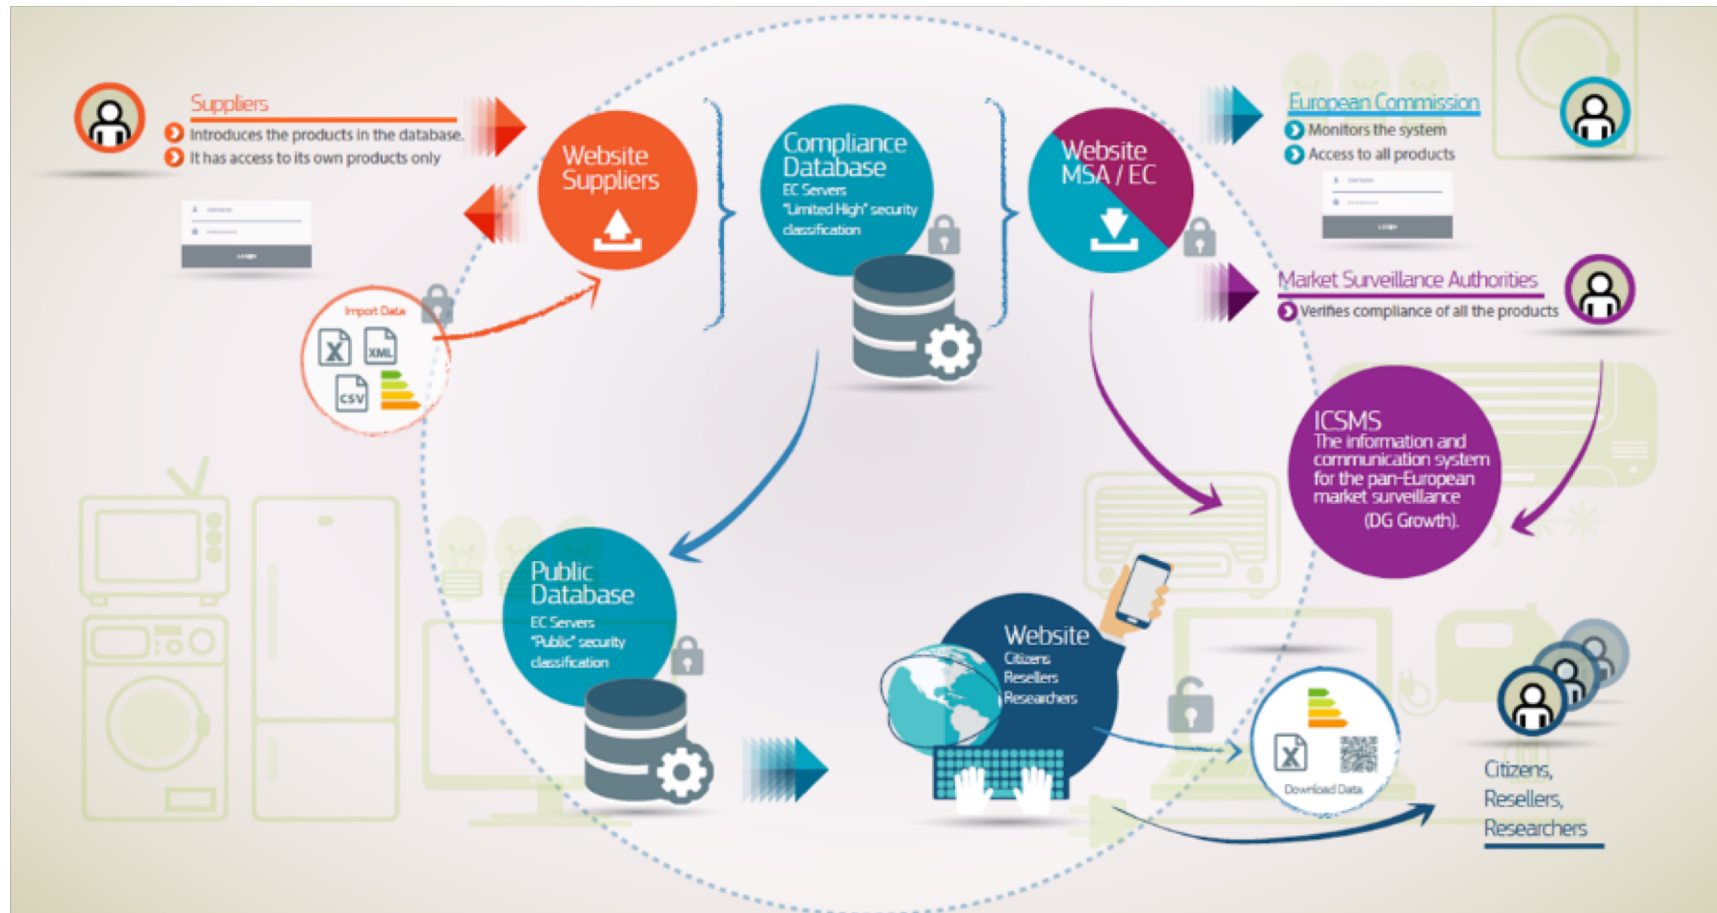 Suppliers
Introduces the products in the database.
It has access to its own products only
LOGIN
Import Data
X
XML
CSV
Website
Suppliers
Compliance
Database
EC Servers
"Limited High" security
classification
Website
MSA / EC
European Commission
Monitors the system
Access to all products
LOGIN
Market Surveillance Authorities
Verifies compliance of all the products
ICSMS
The information and
communication system
for the pan-European
market surveillance
(DG Growth).
Public
Database
EC Servers
"Public" security
classification
Website
Citizens
Resellers
Researchers
X
Download Data
Citizens,
Resellers,
Researchers